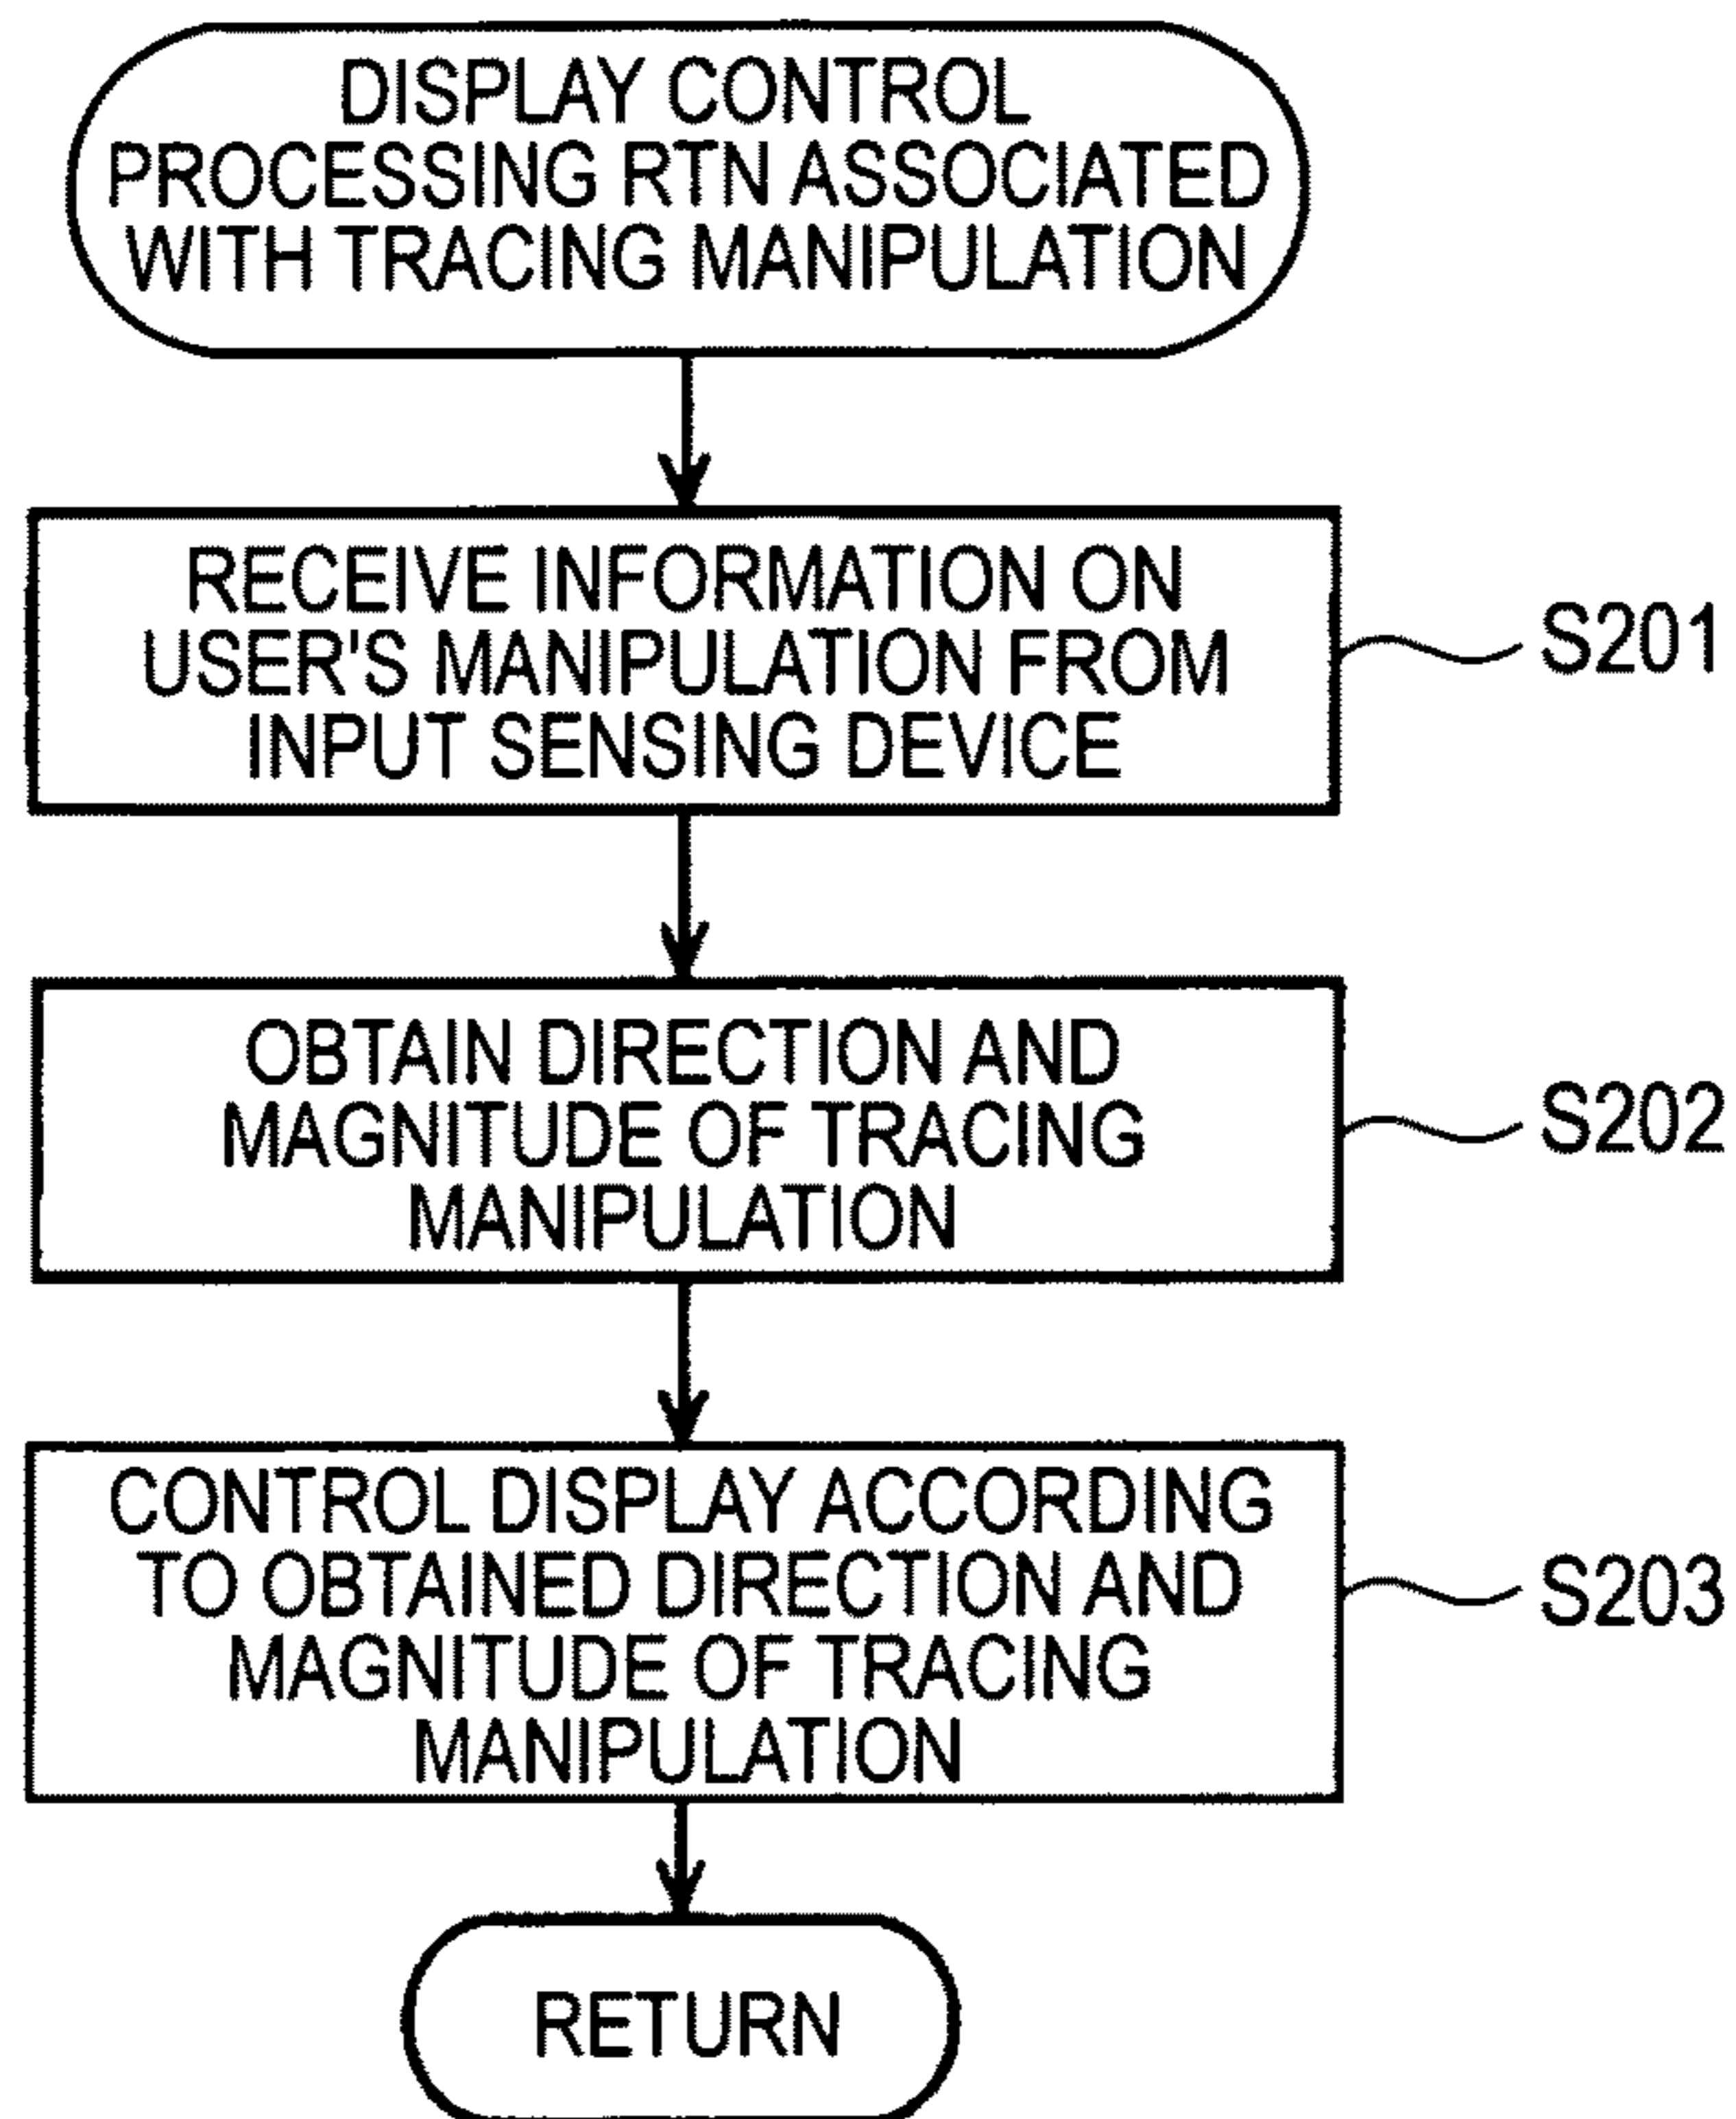 DISPLAY CONTROL
PROCESSING RTN ASSOCIATED
WITH TRACING MANIPULATION
RECEIVE INFORMATION ON
USER'S MANIPULATION FROM
INPUT SENSING DEVICE
S201
OBTAIN DIRECTION AND
MAGNITUDE OF TRACING
MANIPULATION
S202
CONTROL DISPLAY ACCORDING
TO OBTAINED DIRECTION AND
MAGNITUDE OF TRACING
MANIPULATION
S203
RETURN